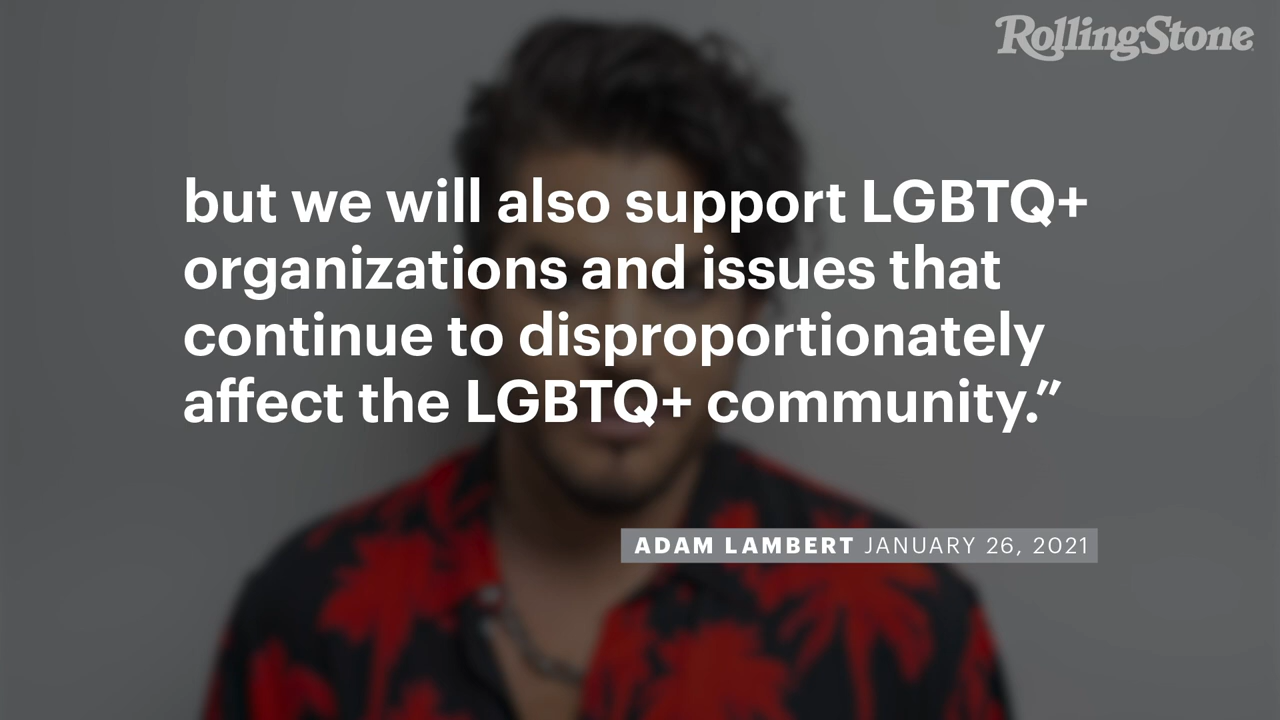 RollingStone
but we will also support LGBTQ+
organizations and issues that
continue to disproportionately
affect the LGBTQ+ community.”
ADAM LAMBERT JANUARY 26, 2021